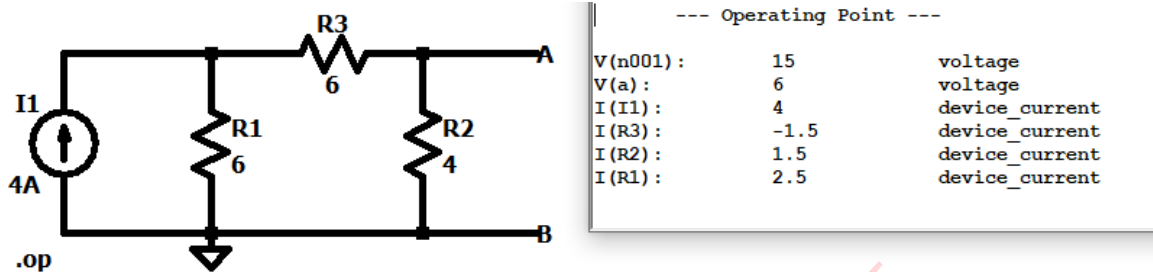 R3
6
A
I1
R1
6
R2
4
4A
B
.op
--- Operating Point ---
V(n001): 15 voltage
V(a): 6 voltage
I(I1): 4 device_current
I(R3): -1.5 device_current
I(R2): 1.5 device_current
I(R1): 2.5 device_current